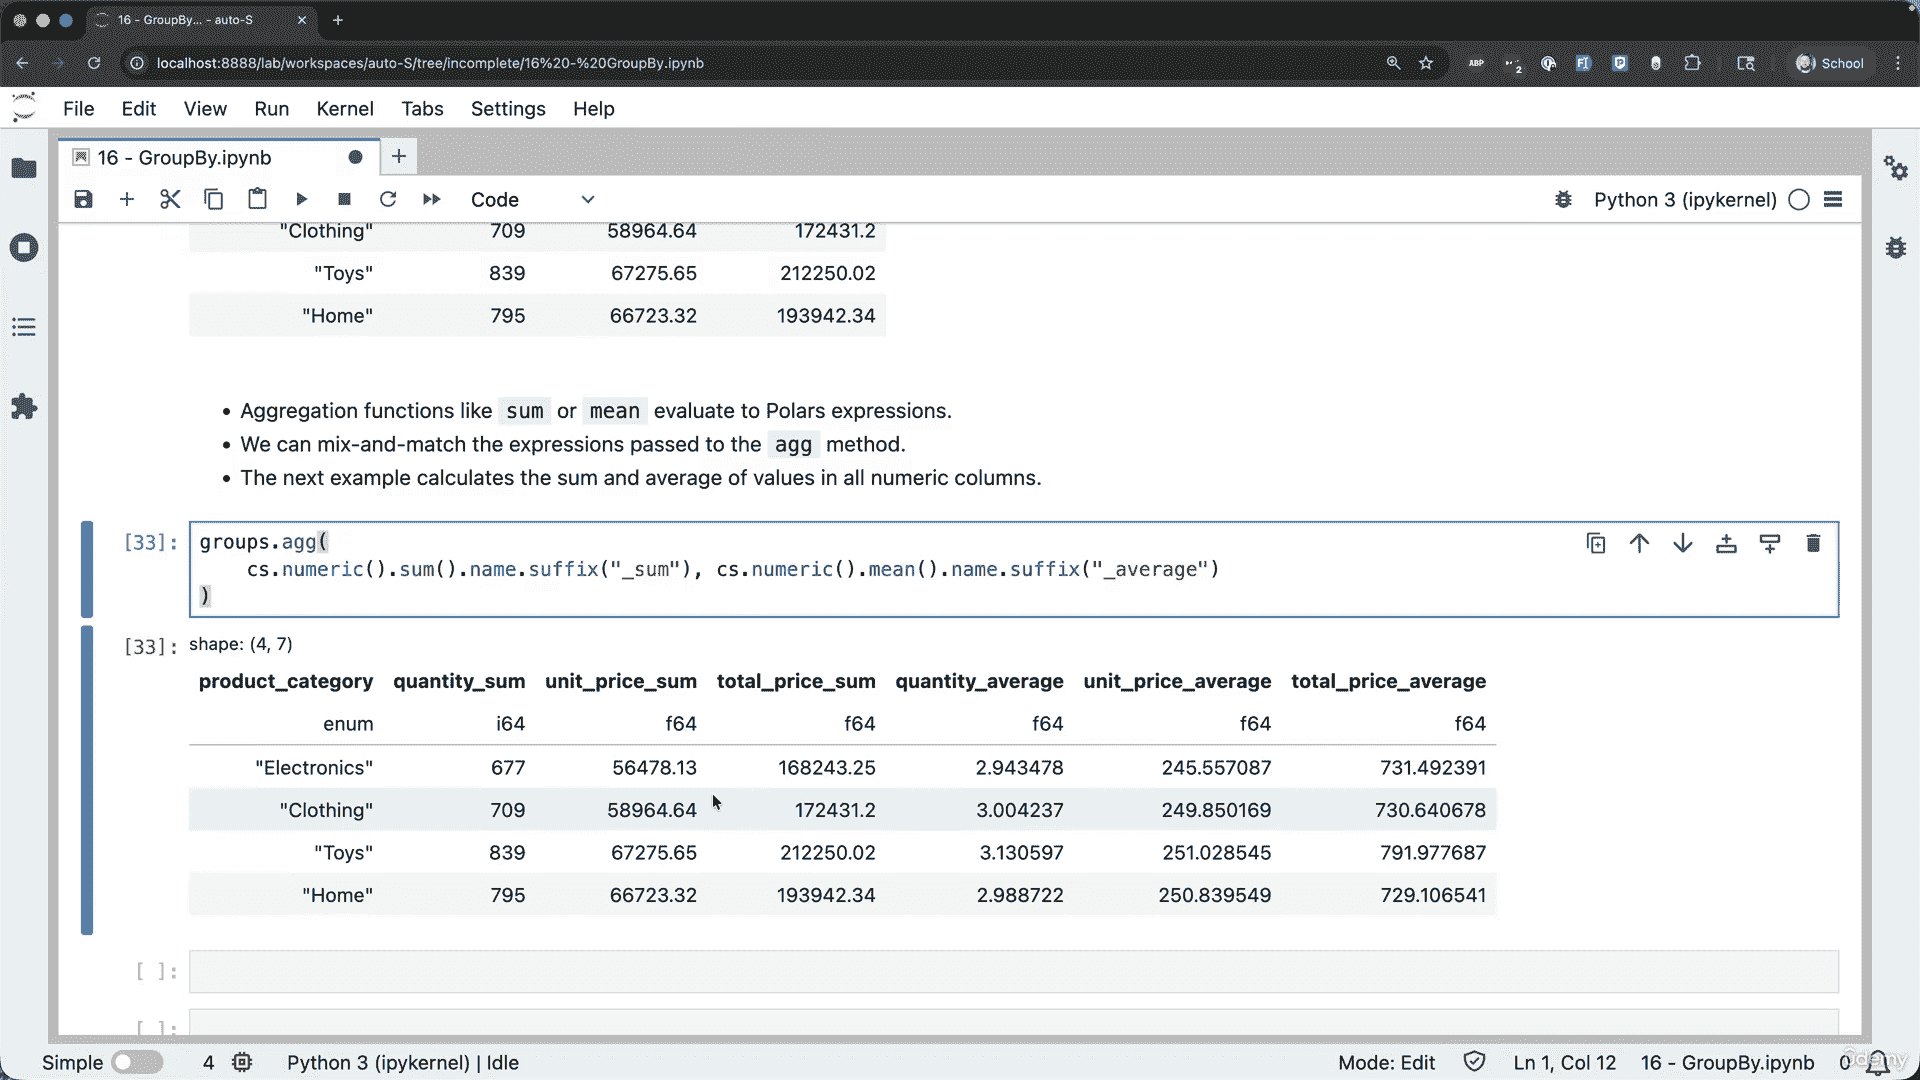 16 - GroupBy... - auto-S
localhost:8888/lab/workspaces/auto-S/tree/incomplete/16%20-%20GroupBy.ipynb
ABP
2
School
File Edit View Run Kernel Tabs Settings Help
16 - GroupBy.ipynb
Code
Python 3 (ipykernel)
"Clothing" 709 58964.64 172431.2
"Toys" 839 67275.65 212250.02
"Home" 795 66723.32 193942.34
• Aggregation functions like sum or mean evaluate to Polars expressions.
• We can mix-and-match the expressions passed to the agg method.
• The next example calculates the sum and average of values in all numeric columns.
[33]: groups.agg(
cs.numeric().sum().name.suffix("_sum"), cs.numeric().mean().name.suffix("_average")
)
[33]: shape: (4, 7)
product_category quantity_sum unit_price_sum total_price_sum quantity_average unit_price_average total_price_average
enum i64 f64 f64 f64 f64 f64
"Electronics" 677 56478.13 168243.25 2.943478 245.557087 731.492391
"Clothing" 709 58964.64 172431.2 3.004237 249.850169 730.640678
"Toys" 839 67275.65 212250.02 3.130597 251.028545 791.977687
"Home" 795 66723.32 193942.34 2.988722 250.839549 729.106541
[ ]:
[ ]:
Simple 4 Python 3 (ipykernel) | Idle Mode: Edit Ln 1, Col 12 16 - GroupBy.ipynb 0
Udemy